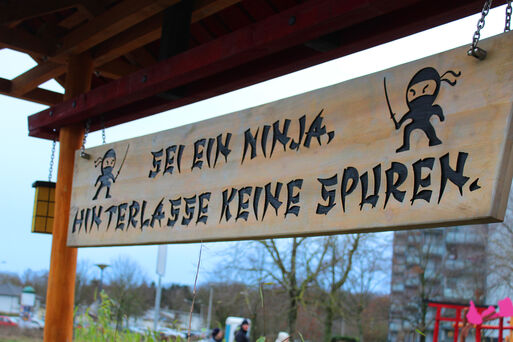 SEI EIN NINJA,
HINTERLASSE KEINE SPUREN.